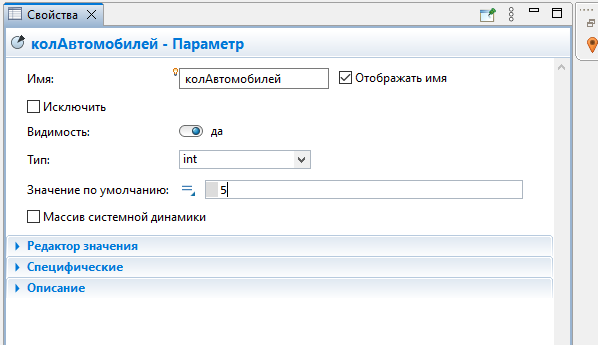 Свойства
колАвтомобилей - Параметр
Имя: колАвтомобилей Отображать имя
Исключить
Видимость: да
Тип: int
Значение по умолчанию: 5
Массив системной динамики
Редактор значения
Специфические
Описание